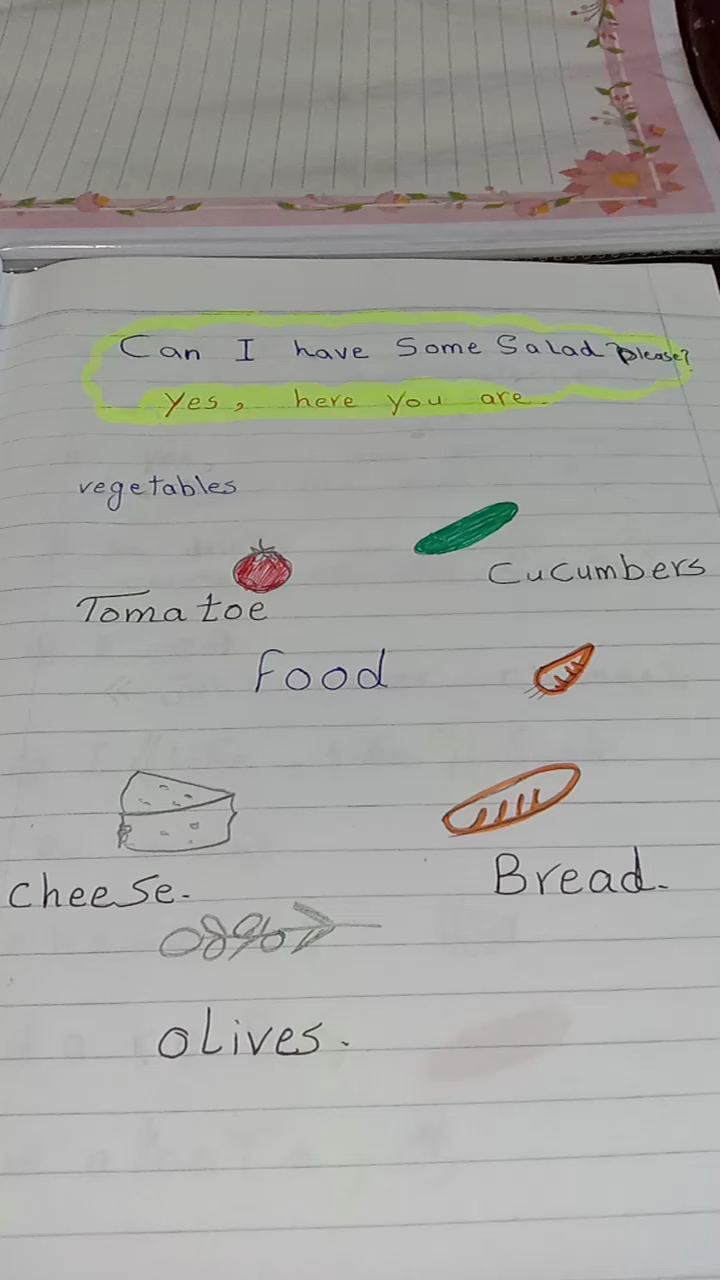 Can I have Some Salad? please?
Yes, here you are.
vegetables
Cucumbers
Tomatoe
Food
Cheese.
Bread.
oLives.